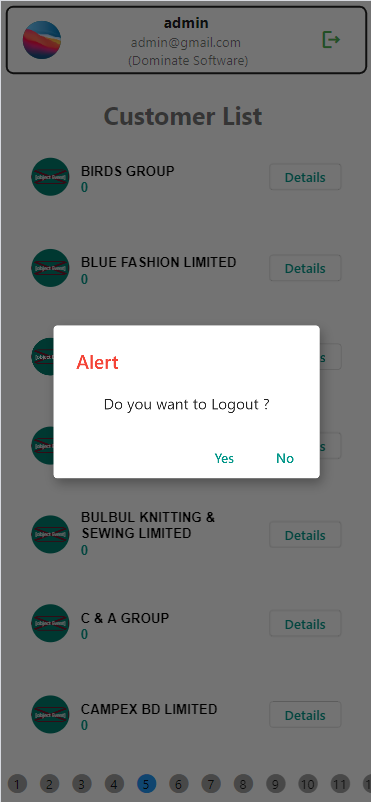 admin
admin@gmail.com
(Dominate Software)
Customer List
BIRDS GROUP
0
Details
BLUE FASHION LIMITED
0
Details
Alert
Do you want to Logout ?
Yes
No
BULBUL KNITTING &
SEWING LIMITED
0
Details
C & A GROUP
0
Details
CAMPEX BD LIMITED
0
Details
1 2 3 4 5 6 7 8 9 10 11